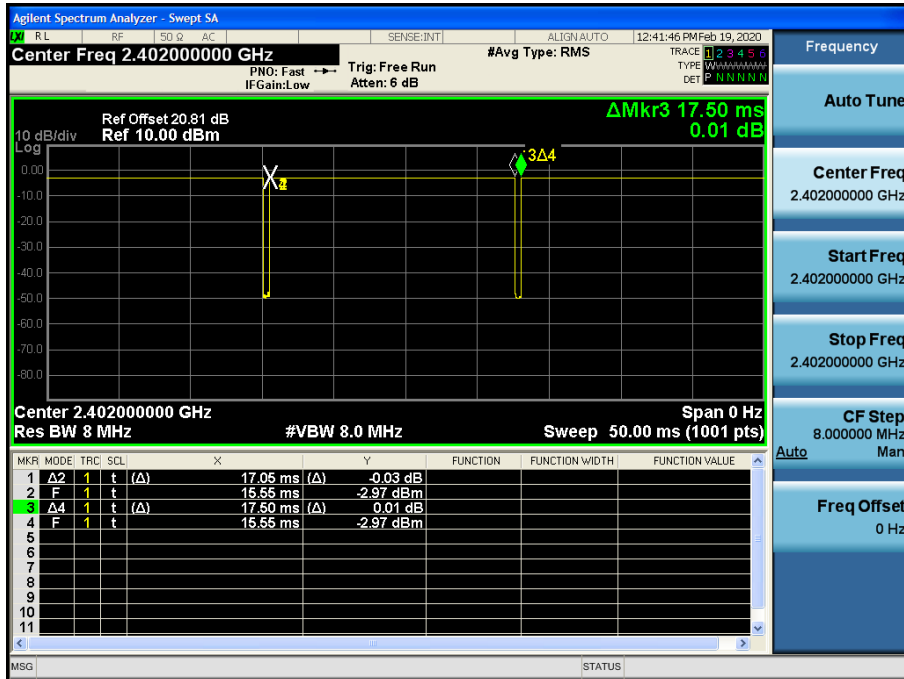 Agilent Spectrum Analyzer - Swept SA
LXI RL RF 50 Ω AC SENSE:INT ALIGN AUTO 12:41:46 PMFeb 19, 2020
Center Freq 2.402000000 GHz #Avg Type: RMS TRACE 1 2 3 4 5 6
PNO: Fast Trig: Free Run TYPE WWWWWW
IFGain:Low Atten: 6 dB DET P N N N N N
ΔMkr3 17.50 ms
0.01 dB
Ref Offset 20.81 dB
10 dB/div Ref 10.00 dBm
Log
3Δ4
0.00
-10.0
-20.0
-30.0
-40.0
-50.0
-60.0
-70.0
-80.0
Center 2.402000000 GHz Span 0 Hz
Res BW 8 MHz #VBW 8.0 MHz Sweep 50.00 ms (1001 pts)
MKR MODE TRC SCL X Y FUNCTION FUNCTION WIDTH FUNCTION VALUE
1 Δ2 1 t (Δ) 17.05 ms (Δ) -0.03 dB
2 F 1 t 15.55 ms -2.97 dBm
3 Δ4 1 t (Δ) 17.50 ms (Δ) 0.01 dB
4 F 1 t 15.55 ms -2.97 dBm
5
6
7
8
9
10
11
MSG STATUS
Frequency
Auto Tune
Center Freq
2.402000000 GHz
Start Freq
2.402000000 GHz
Stop Freq
2.402000000 GHz
CF Step
8.000000 MHz
Auto Man
Freq Offset
0 Hz